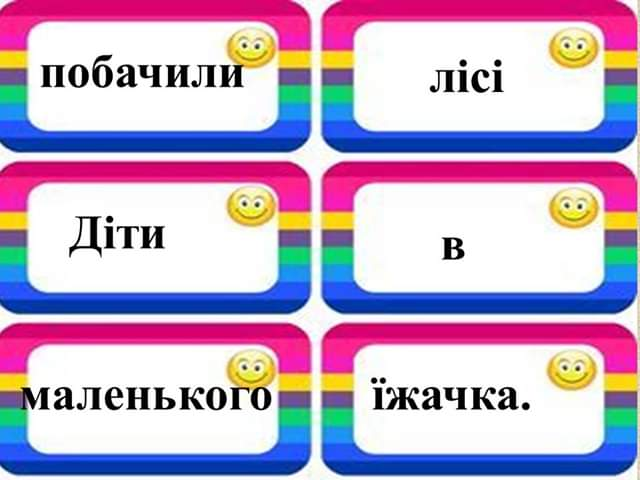 побачили
лісі
Діти
в
маленького
їжачка.